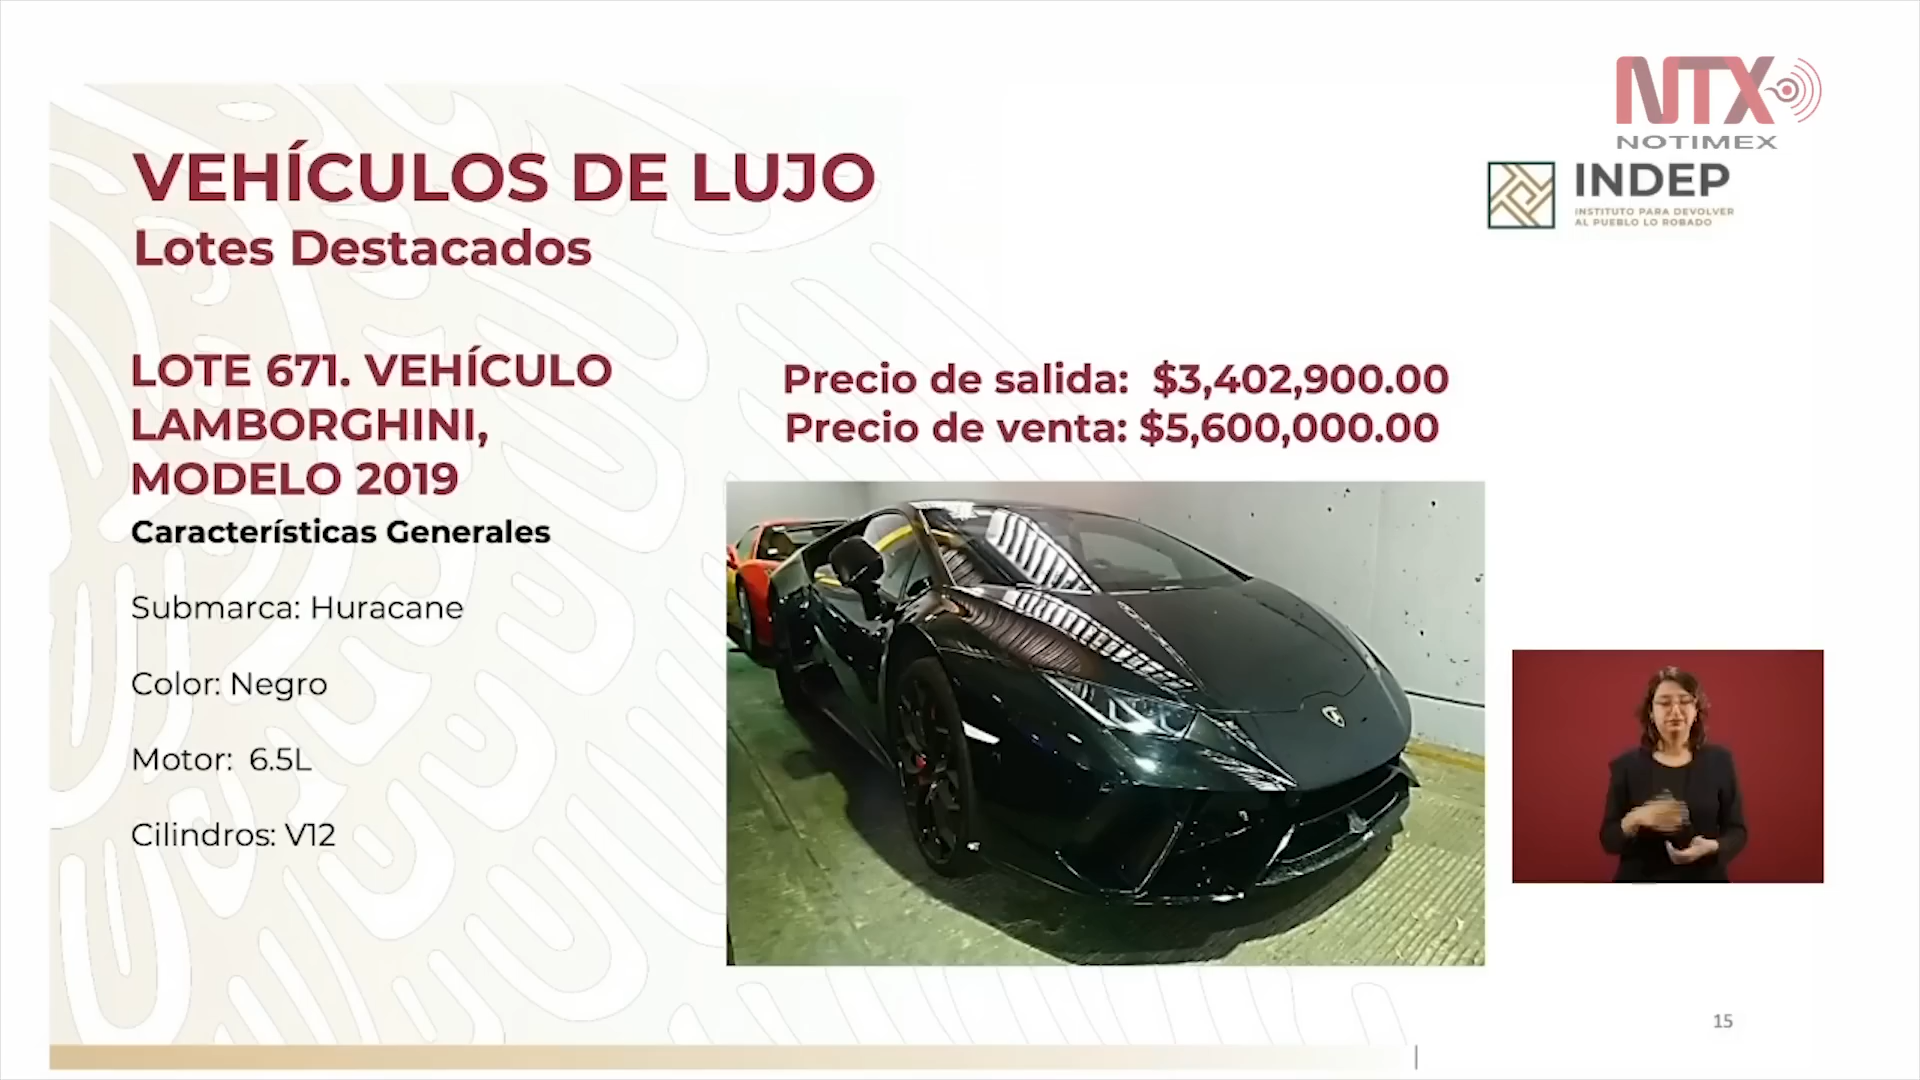 NTX
NOTIMEX
VEHÍCULOS DE LUJO
Lotes Destacados
INDEP
INSTITUTO PARA DEVOLVER
AL PUEBLO LO ROBADO
LOTE 671. VEHÍCULO
LAMBORGHINI,
MODELO 2019
Características Generales
Submarca: Huracane
Color: Negro
Motor: 6.5L
Cilindros: V12
Precio de salida: $3,402,900.00
Precio de venta: $5,600,000.00
15